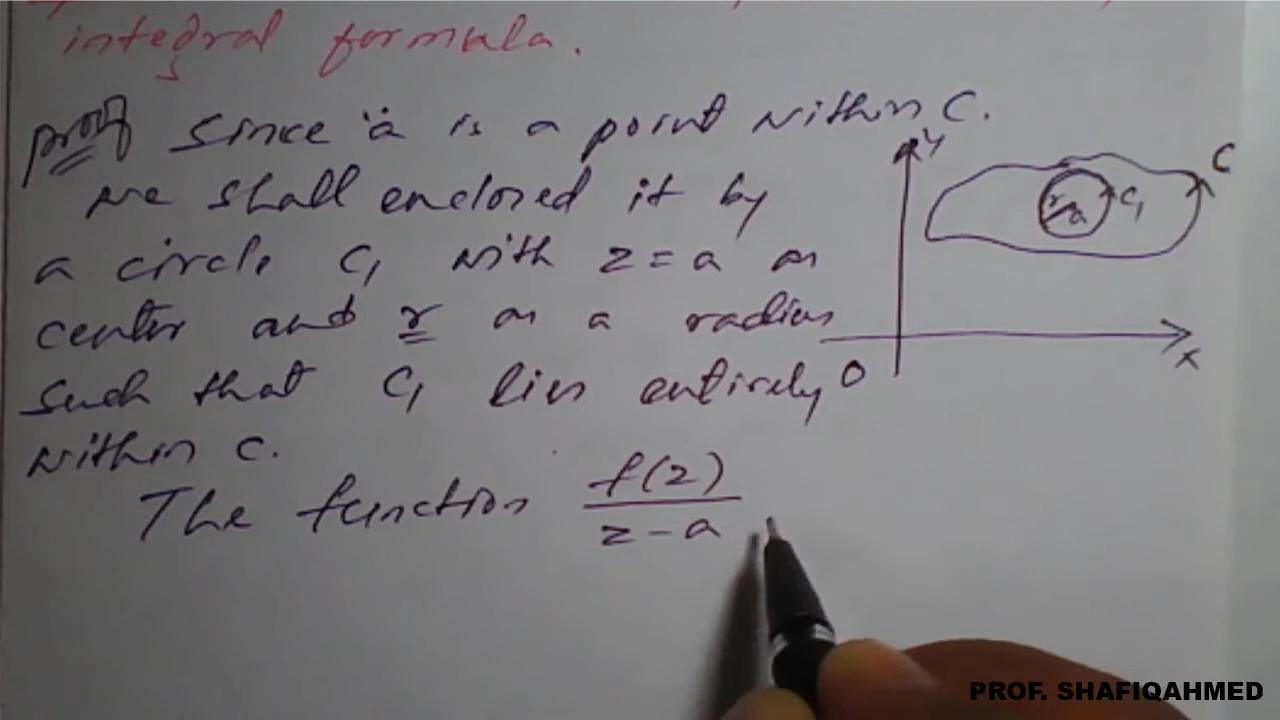 integral formula.
proof Since 'a' is a point within C.
we shall enclosed it by
a circle C₁ with z = a as
center and r as a radius
such that C₁ lies entirely
within C.
The function f(z)
z - a
y
C
r
a
C₁
x
O
PROF. SHAFIQAHMED